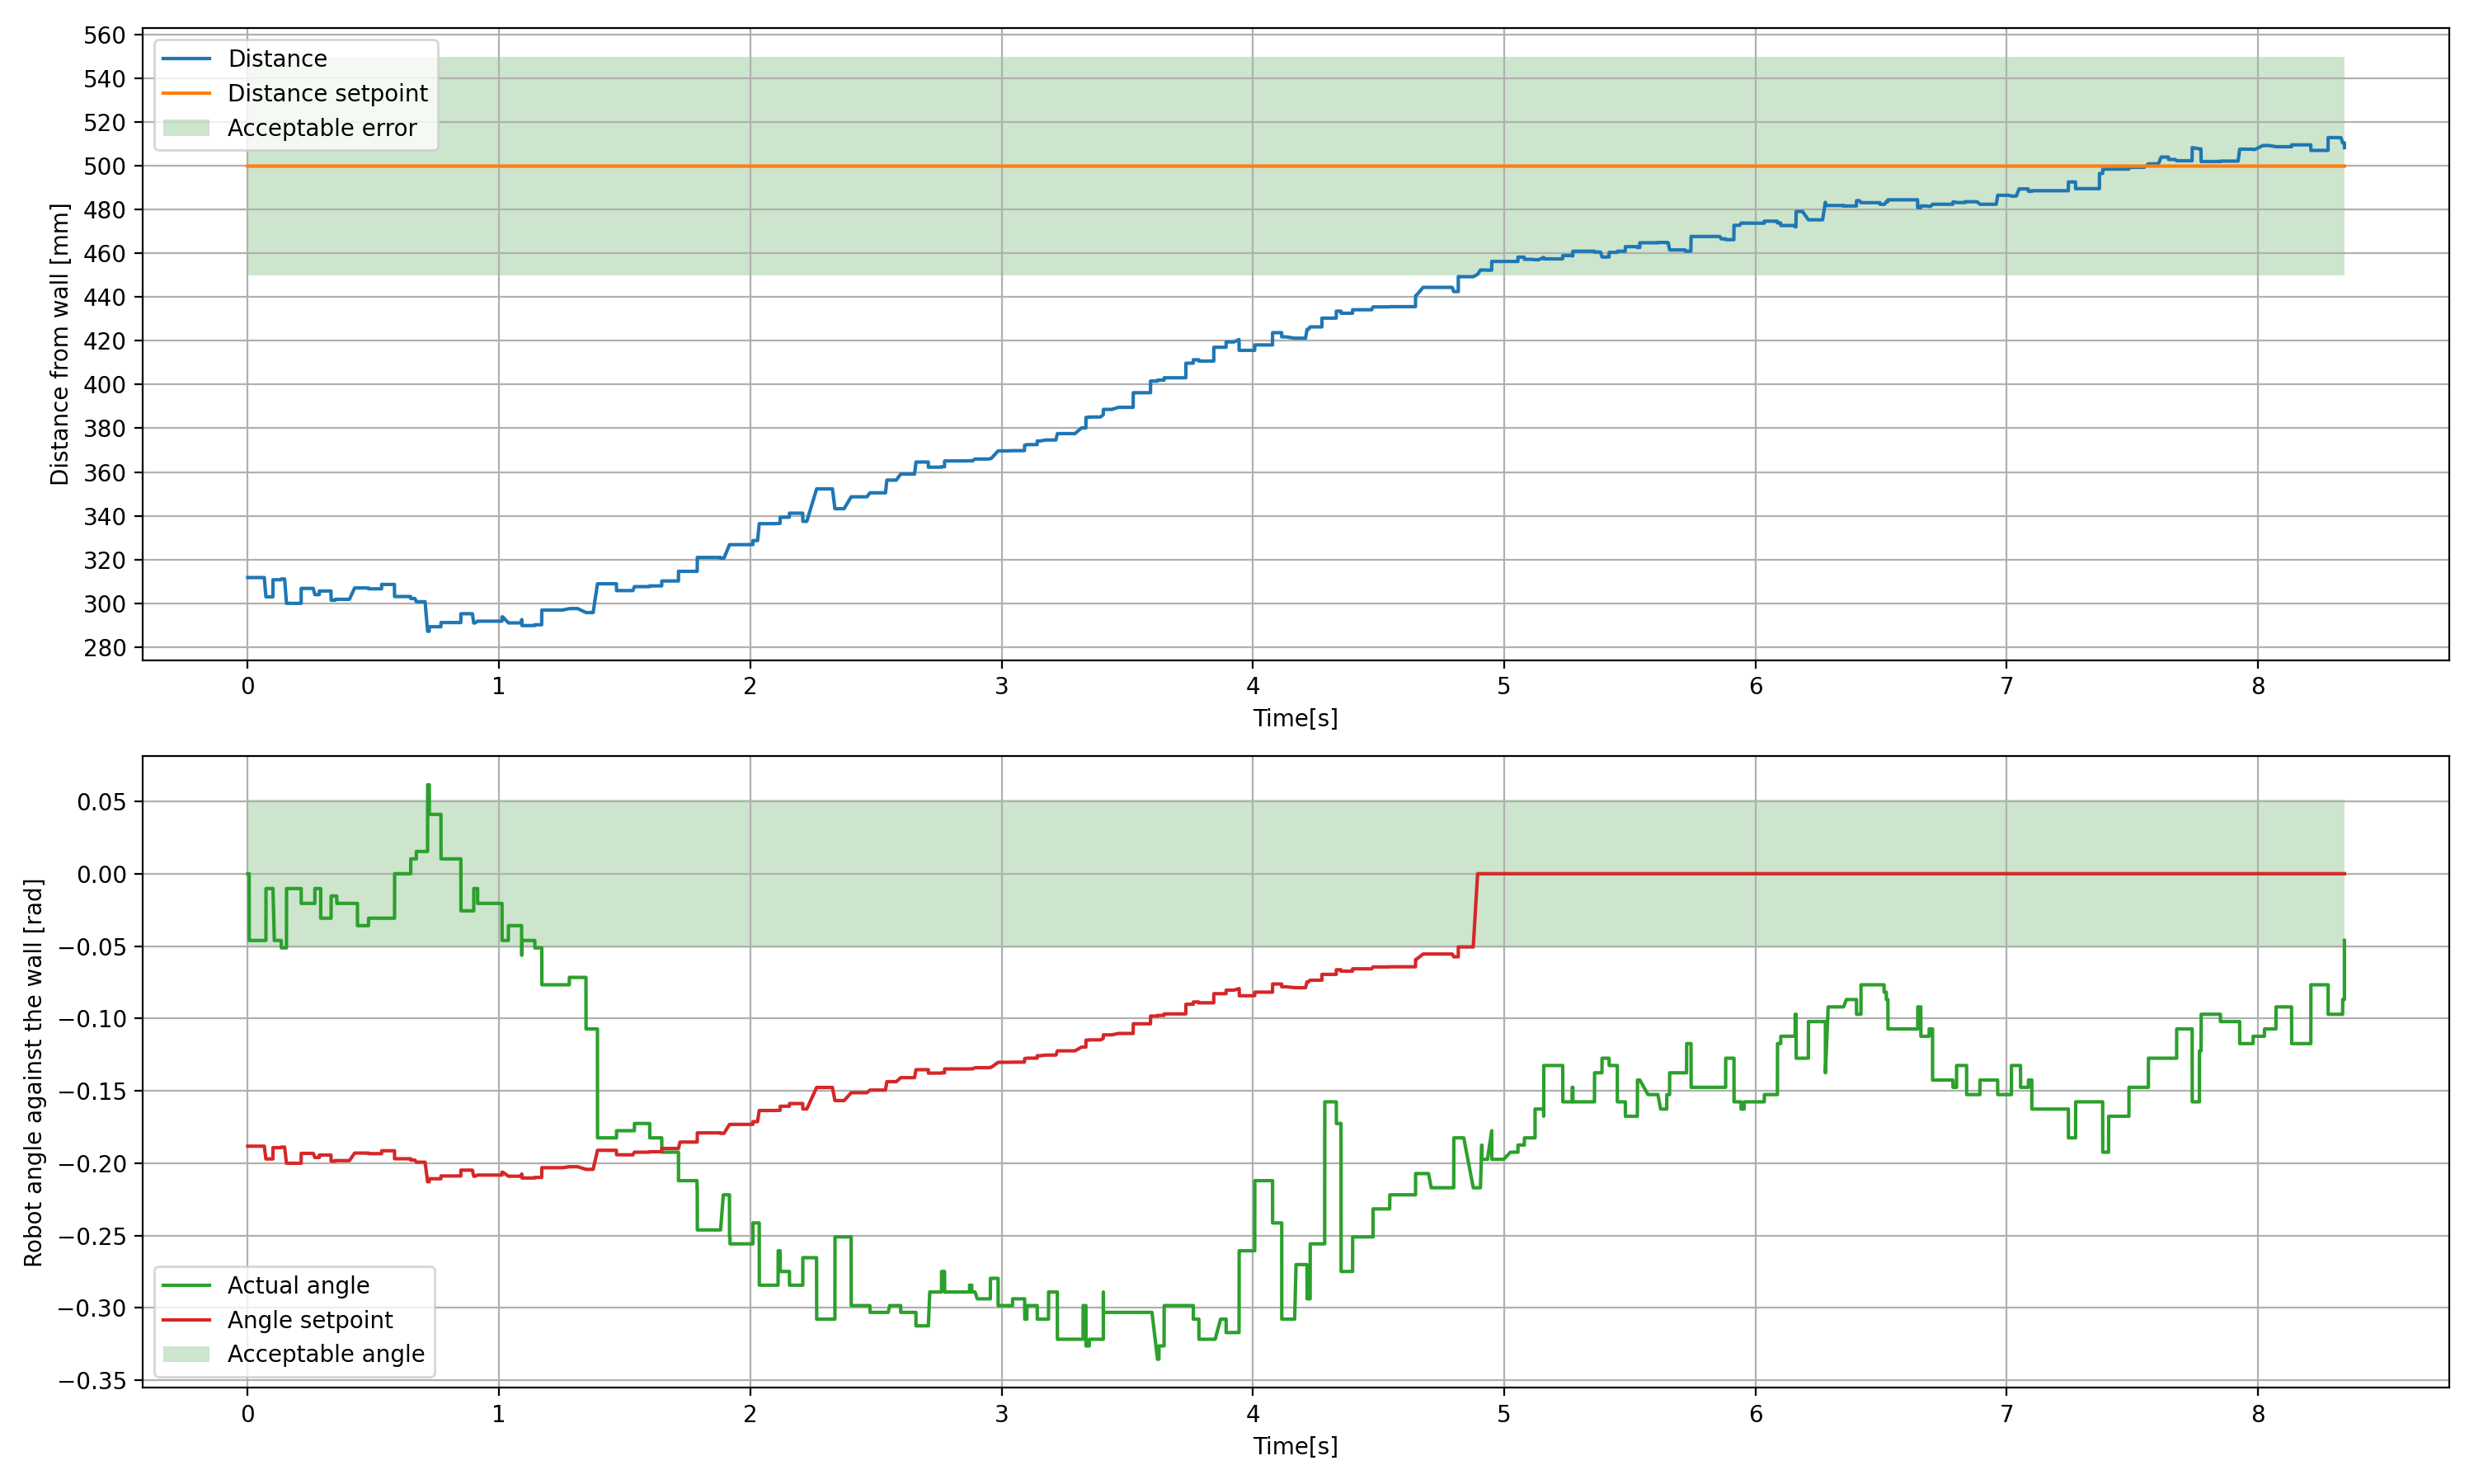 560
540
520
500
480
460
440
420
400
380
360
340
320
300
280
Distance from wall [mm]
Distance
Distance setpoint
Acceptable error
0 1 2 3 4 5 6 7 8
Time[s]
0.05
0.00
−0.05
−0.10
−0.15
−0.20
−0.25
−0.30
−0.35
Robot angle against the wall [rad]
Actual angle
Angle setpoint
Acceptable angle
0 1 2 3 4 5 6 7 8
Time[s]